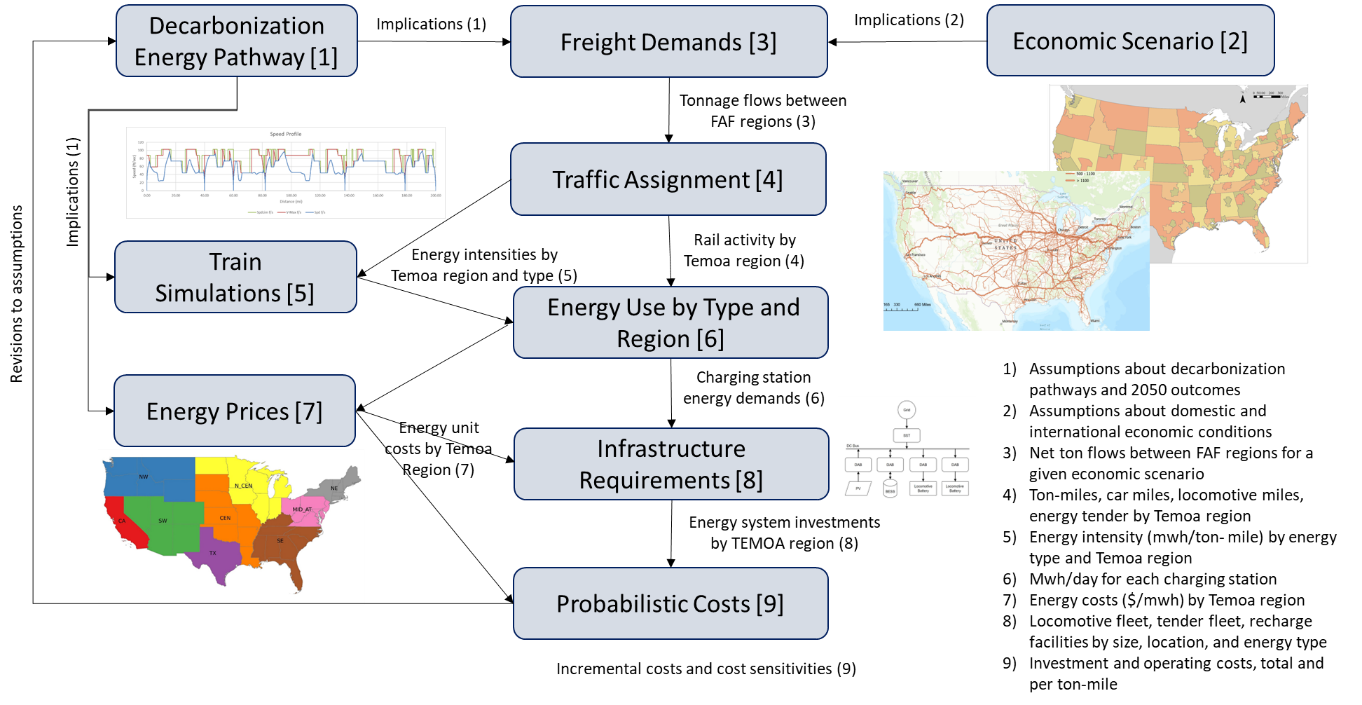 Decarbonization
Energy Pathway [1]
Implications (1)
Freight Demands [3]
Implications (2)
Economic Scenario [2]
Tonnage flows between
FAF regions (3)
Implications (1)
Speed Profile
Traffic Assignment [4]
Revisions to assumptions
Train
Simulations [5]
Energy intensities by
Temoa region and type (5)
Rail activity by
Temoa region (4)
UNITED
STATES
Energy Use by Type and
Region [6]
Charging station
energy demands (6)
Energy Prices [7]
Energy unit
costs by Temoa
Region (7)
Infrastructure
Requirements [8]
DAB
DAB
DAB
DAB
PV
NW
N_CEN
NE
MID_AT
CA
SW
CEN
SE
TX
Energy system investments
by TEMOA region (8)
Probabilistic Costs [9]
Incremental costs and cost sensitivities (9)
1) Assumptions about decarbonization
pathways and 2050 outcomes
2) Assumptions about domestic and
international economic conditions
3) Net ton flows between FAF regions for a
given economic scenario
4) Ton-miles, car miles, locomotive miles,
energy tender by Temoa region
5) Energy intensity (mwh/ton- mile) by energy
type and Temoa region
6) Mwh/day for each charging station
7) Energy costs ($/mwh) by Temoa region
8) Locomotive fleet, tender fleet, recharge
facilities by size, location, and energy type
9) Investment and operating costs, total and
per ton-mile